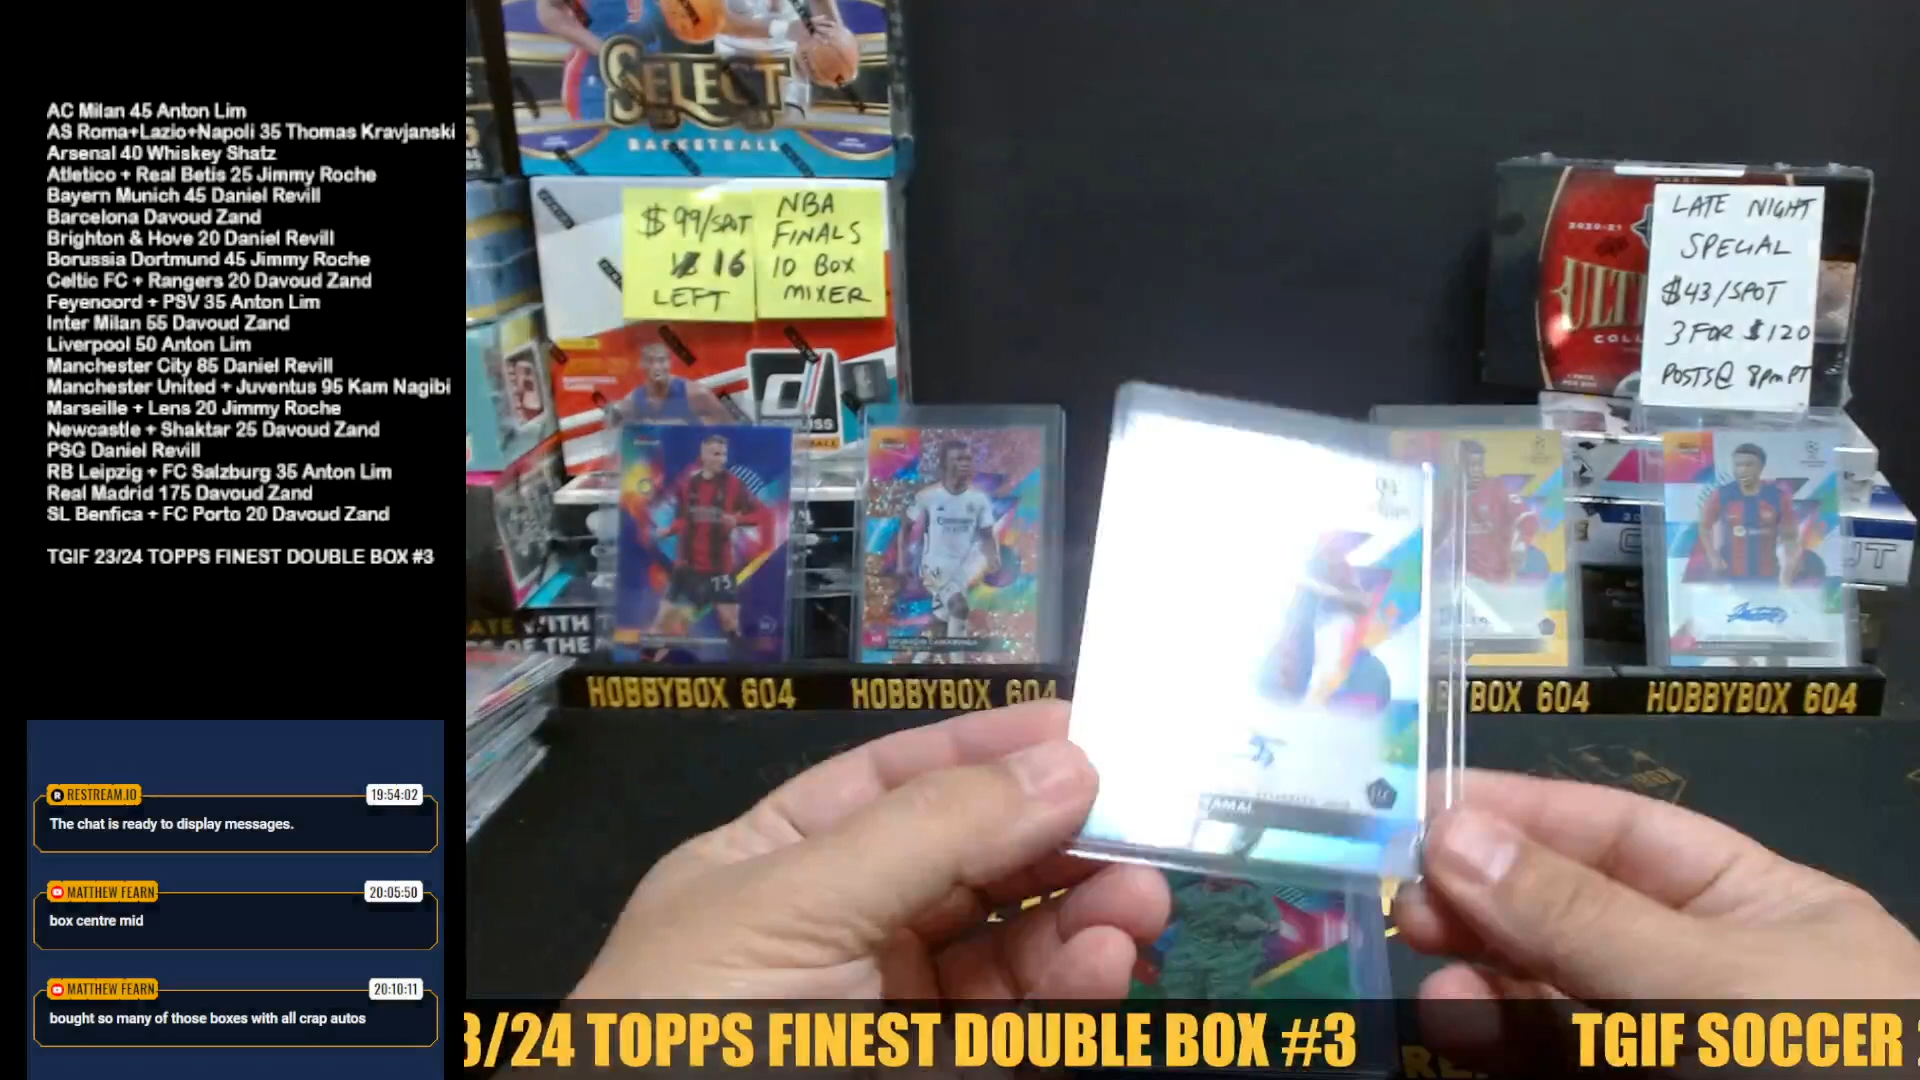 AC Milan 45 Anton Lim
AS Roma+Lazio+Napoli 35 Thomas Kravjanski
Arsenal 40 Whiskey Shatz
Atletico + Real Betis 25 Jimmy Roche
Bayern Munich 45 Daniel Revill
Barcelona Davoud Zand
Brighton & Hove 20 Daniel Revill
Borussia Dortmund 45 Jimmy Roche
Celtic FC + Rangers 20 Davoud Zand
Feyenoord + PSV 35 Anton Lim
Inter Milan 55 Davoud Zand
Liverpool 50 Anton Lim
Manchester City 85 Daniel Revill
Manchester United + Juventus 95 Kam Nagibi
Marseille + Lens 20 Jimmy Roche
Newcastle + Shaktar 25 Davoud Zand
PSG Daniel Revill
RB Leipzig + FC Salzburg 35 Anton Lim
Real Madrid 175 Davoud Zand
SL Benfica + FC Porto 20 Davoud Zand
TGIF 23/24 TOPPS FINEST DOUBLE BOX #3
RESTREAM.IO 19:54:02
The chat is ready to display messages.
MATTHEW FEARN 20:05:50
box centre mid
MATTHEW FEARN 20:10:11
bought so many of those boxes with all crap autos
SELECT
BASKETBALL
$99/SPOT
16
LEFT
NBA
FINALS
10 BOX
MIXER
2020-21
LATE NIGHT
SPECIAL
$43/SPOT
3 FOR $120
POSTS@ 8pm PT
73
HOBBYBOX 604
HOBBYBOX 604
BOX 604
HOBBYBOX 604
3/24 TOPPS FINEST DOUBLE BOX #3
TGIF SOCCER